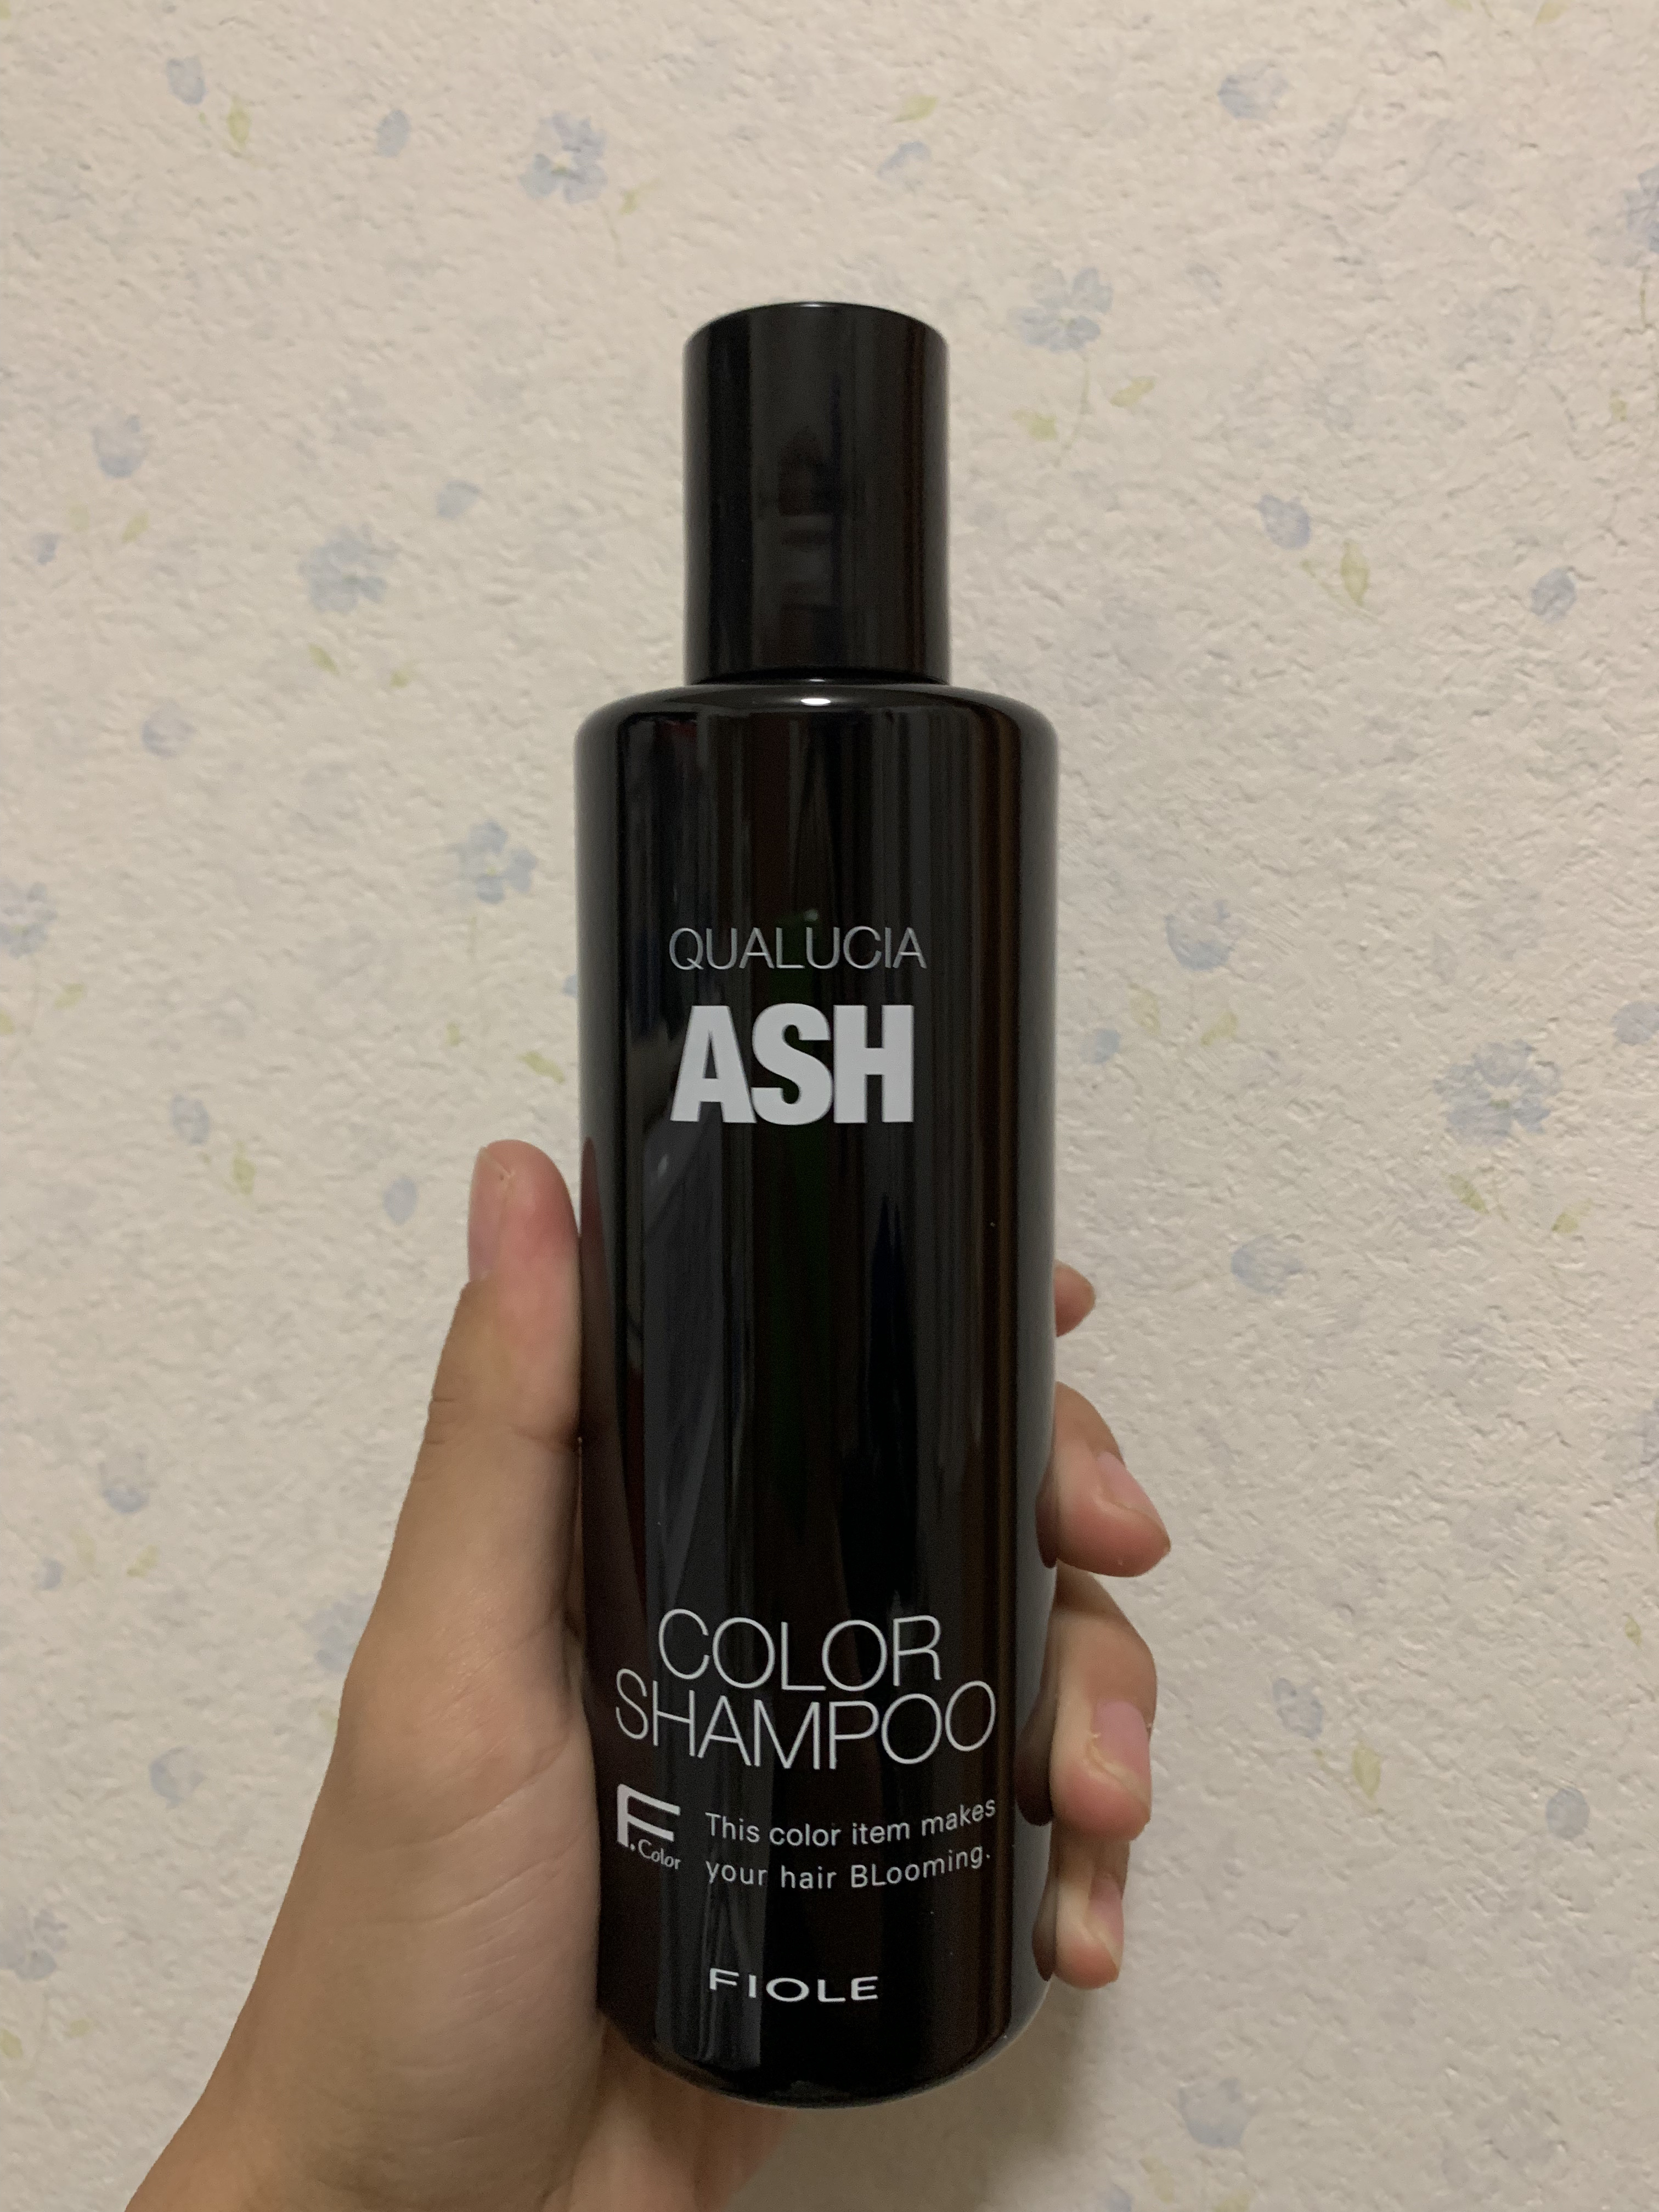 QUALUCIA
ASH
COLOR
SHAMPOO
F.Color
This color item makes
your hair BLooming.
FIOLE